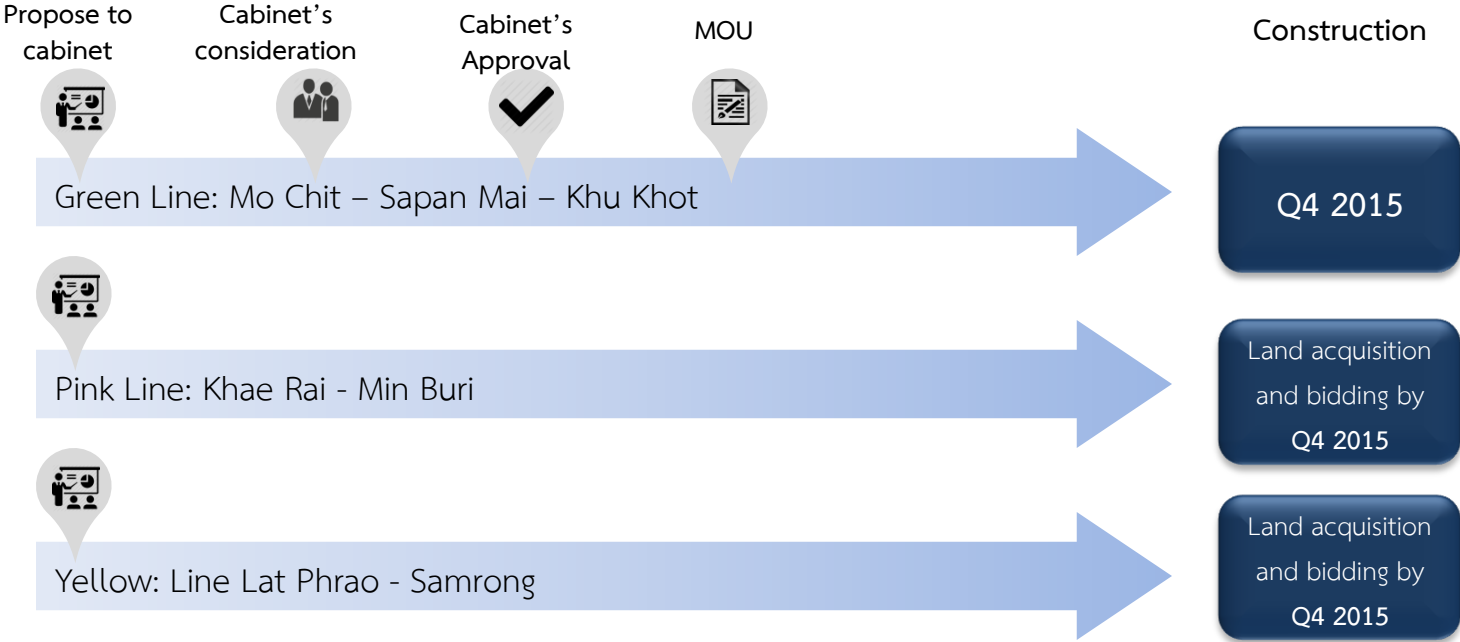 Propose to
cabinet
Cabinet's
consideration
Cabinet's
Approval
MOU
Construction
Green Line: Mo Chit – Sapan Mai – Khu Khot
Q4 2015
Pink Line: Khae Rai - Min Buri
Land acquisition
and bidding by
Q4 2015
Yellow: Line Lat Phrao - Samrong
Land acquisition
and bidding by
Q4 2015